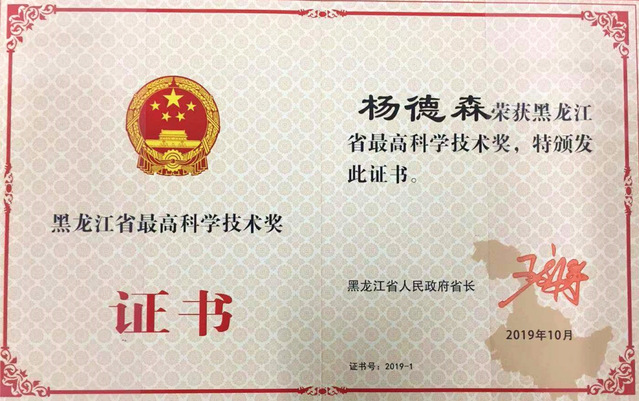 黑龙江省最高科学技术奖
证书
杨德森荣获黑龙江
省最高科学技术奖，特颁发
此证书。
黑龙江省人民政府省长
2019年10月
证书号：2019-1